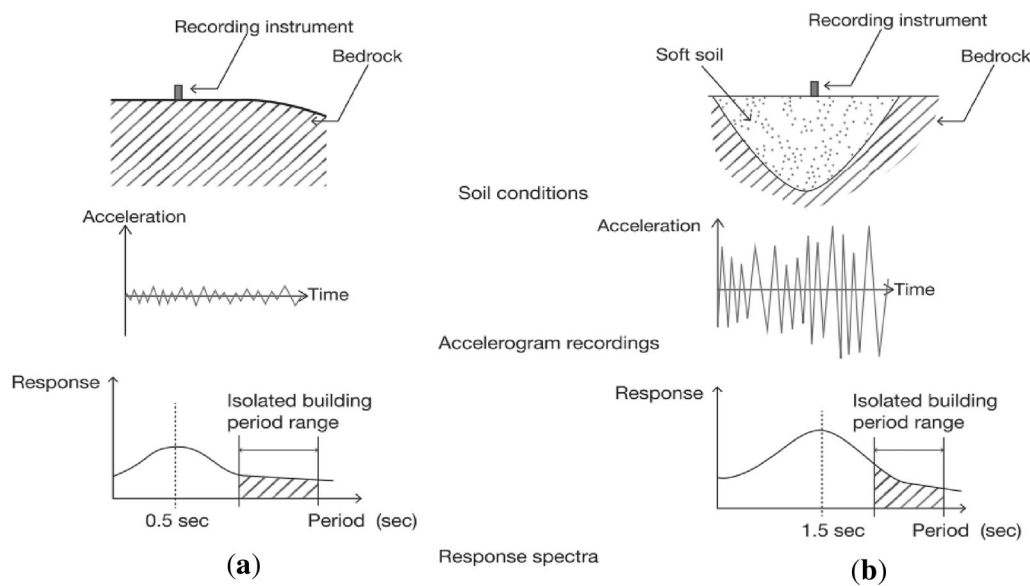 Recording instrument
Bedrock
Recording instrument
Soft soil
Bedrock
Soil conditions
Acceleration
Time
Acceleration
Time
Accelerogram recordings
Response
Isolated building
period range
0.5 sec
Period (sec)
Response
Isolated building
period range
1.5 sec
Period (sec)
(a)
Response spectra
(b)